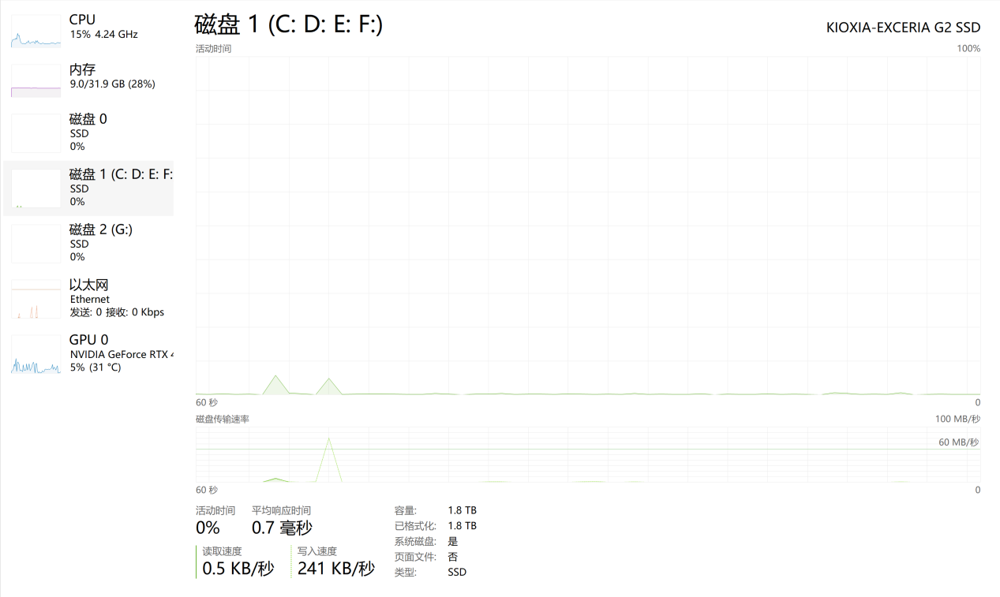 CPU
15% 4.24 GHz
内存
9.0/31.9 GB (28%)
磁盘 0
SSD
0%
磁盘 1 (C: D: E: F:
SSD
0%
磁盘 2 (G:)
SSD
0%
以太网
Ethernet
发送: 0 接收: 0 Kbps
GPU 0
NVIDIA GeForce RTX
5% (31 °C)
磁盘 1 (C: D: E: F:)
KIOXIA-EXCERIA G2 SSD
活动时间
100%
60 秒
0
磁盘传输速率
100 MB/秒
60 MB/秒
60 秒
0
活动时间
0%
平均响应时间
0.7 毫秒
读取速度
0.5 KB/秒
写入速度
241 KB/秒
容量: 1.8 TB
已格式化: 1.8 TB
系统磁盘: 是
页面文件: 否
类型: SSD